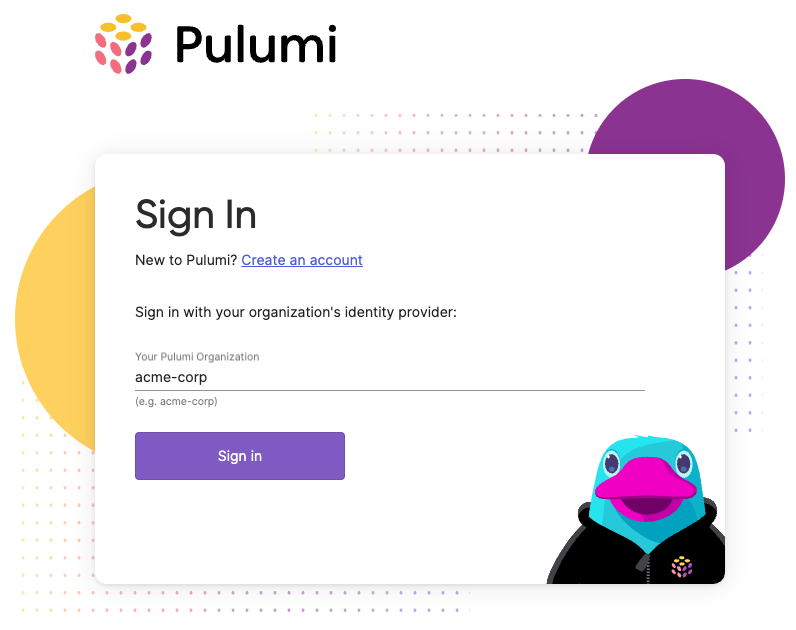 Pulumi
Sign In
New to Pulumi? Create an account
Sign in with your organization's identity provider:
Your Pulumi Organization
acme-corp
(e.g. acme-corp)
Sign in